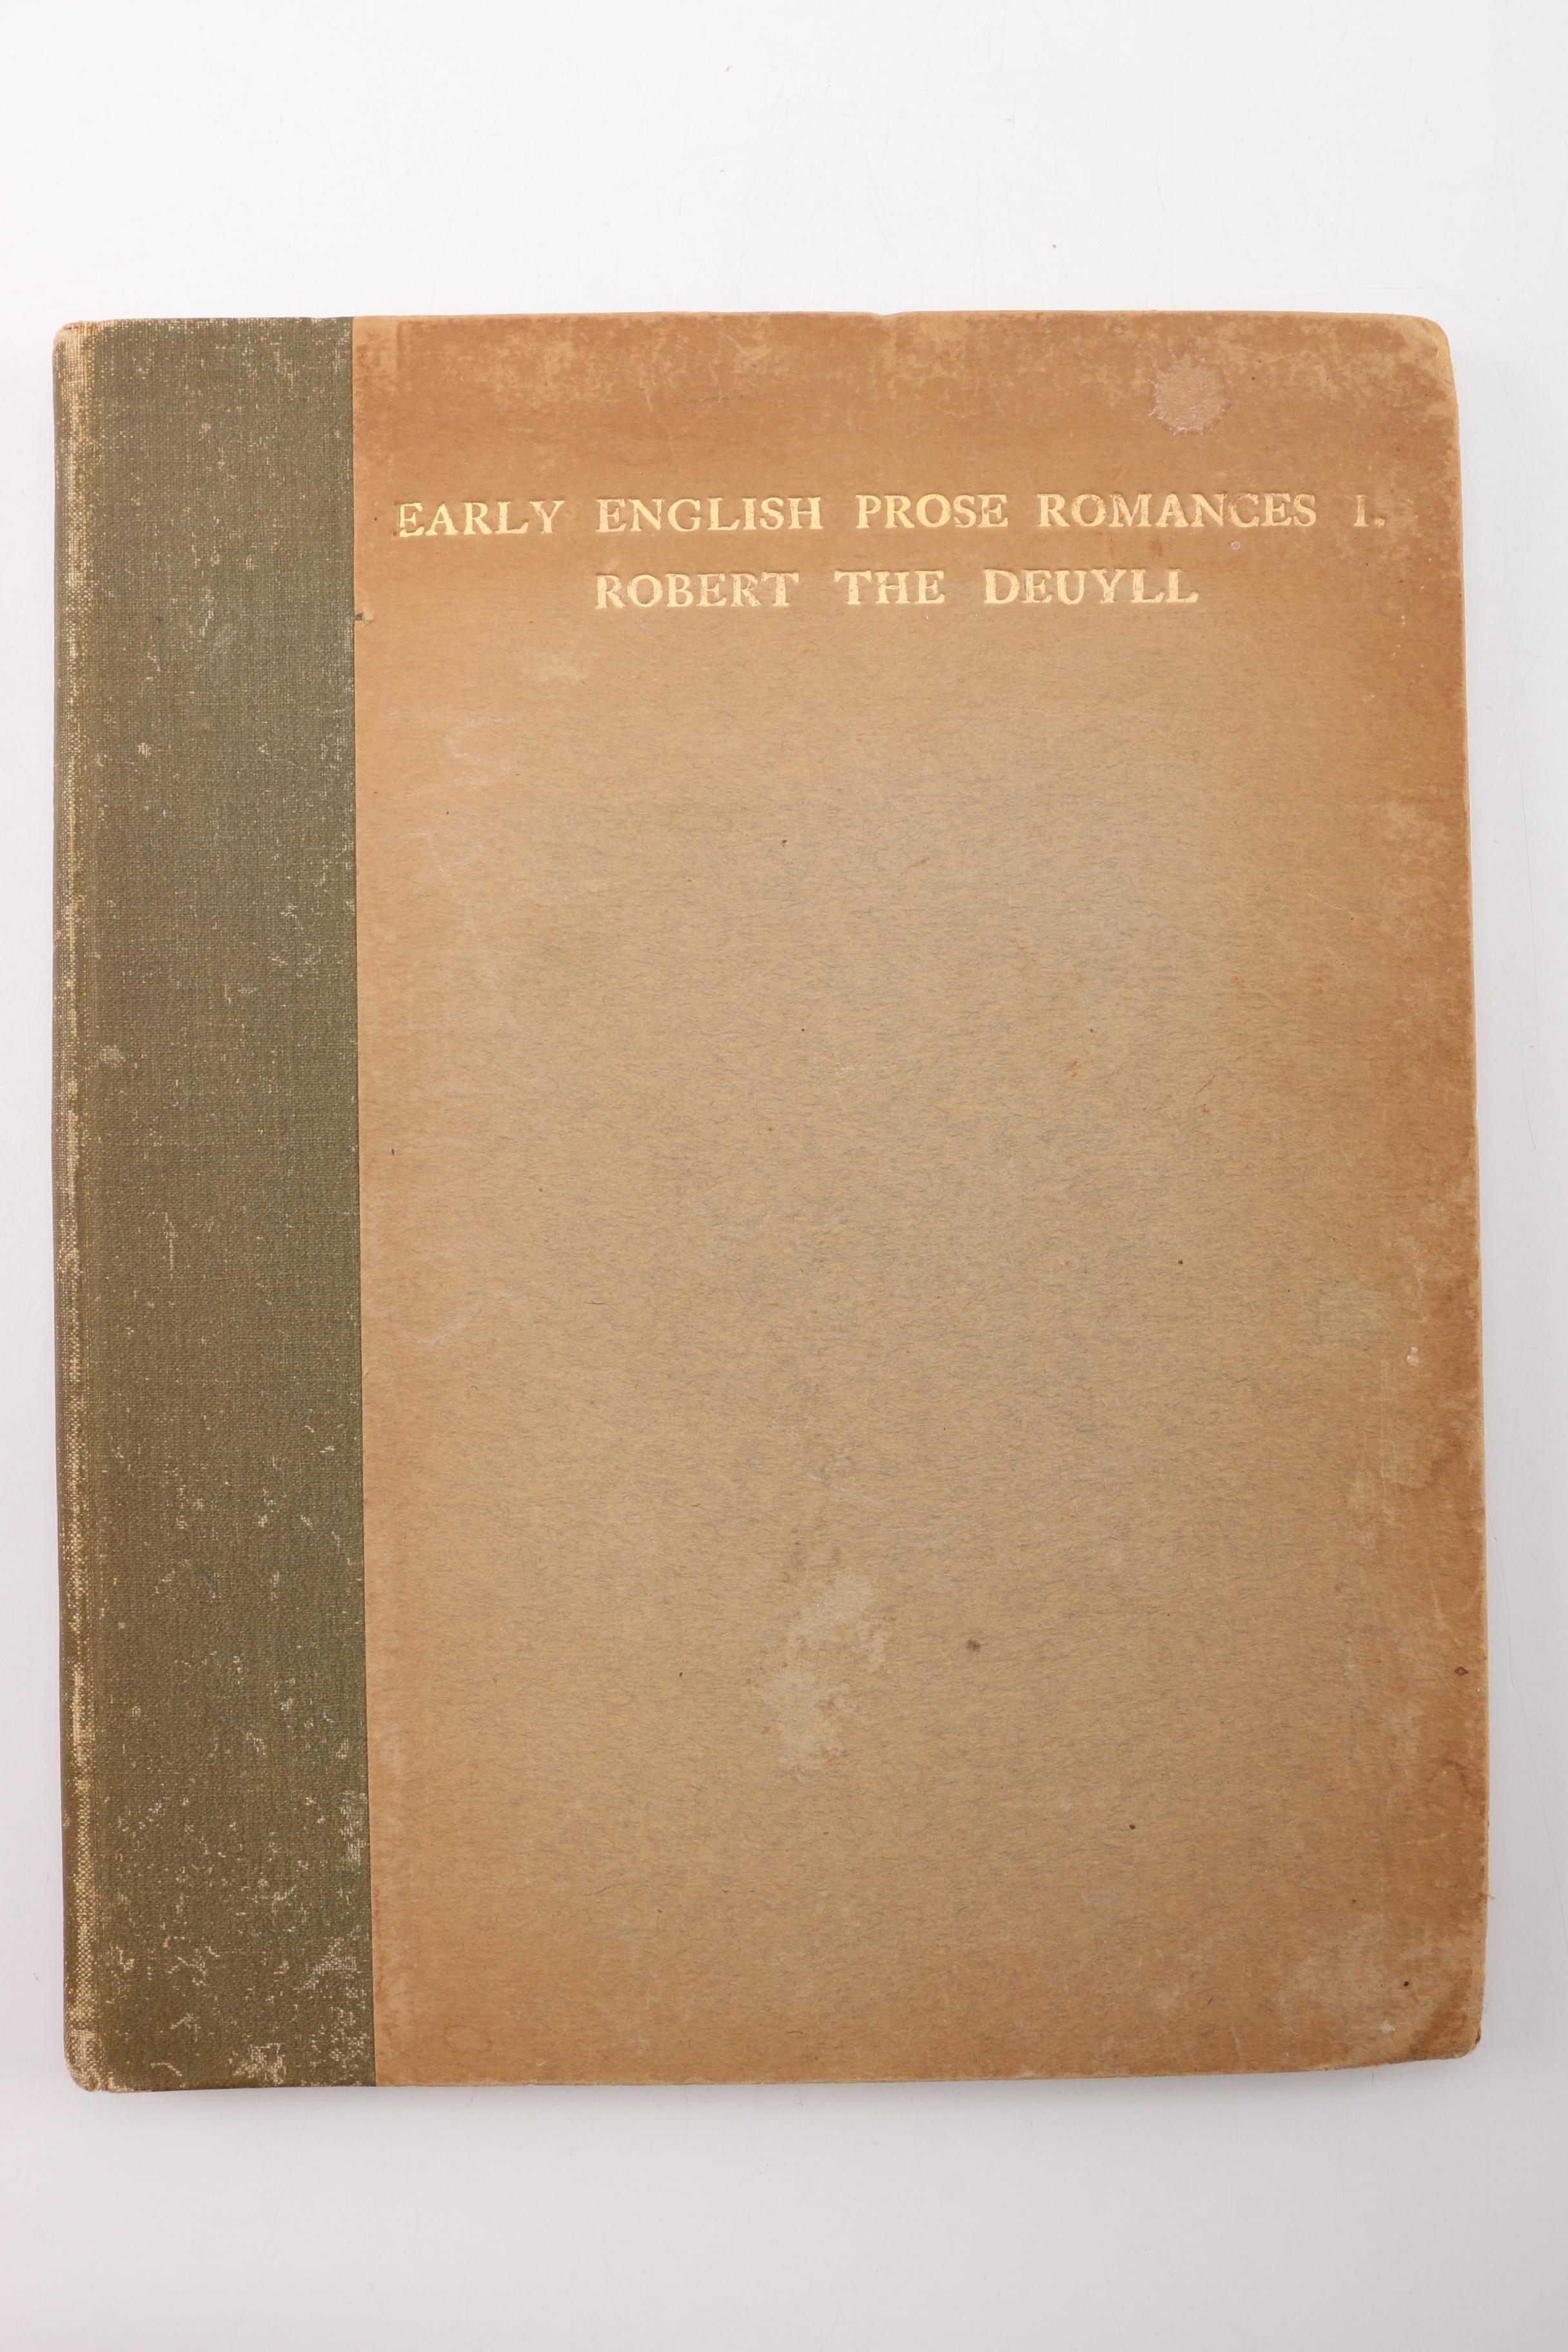 EARLY ENGLISH PROSE ROMANCES I.
ROBERT THE DEUYLL